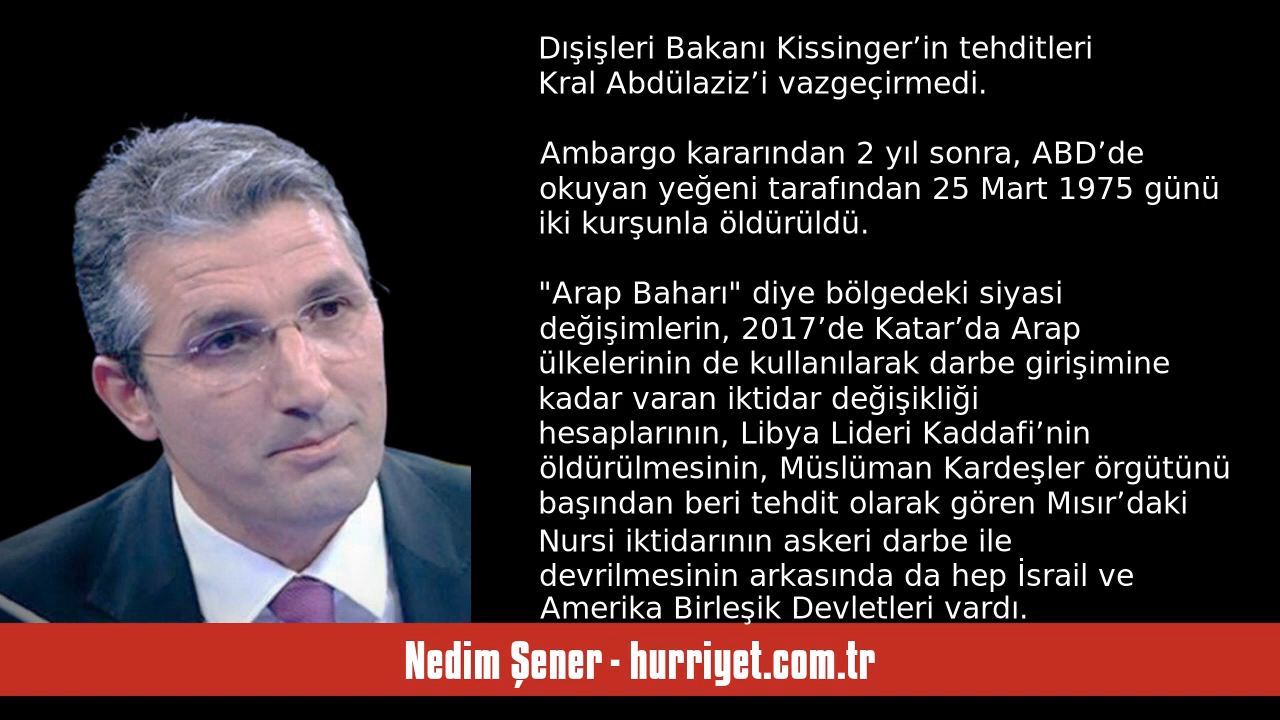 Dışişleri Bakanı Kissinger’in tehditleri
Kral Abdülaziz’i vazgeçirmedi.
Ambargo kararından 2 yıl sonra, ABD’de
okuyan yeğeni tarafından 25 Mart 1975 günü
iki kurşunla öldürüldü.
"Arap Baharı" diye bölgedeki siyasi
değişimlerin, 2017’de Katar’da Arap
ülkelerinin de kullanılarak darbe girişimine
kadar varan iktidar değişikliği
hesaplarının, Libya Lideri Kaddafi’nin
öldürülmesinin, Müslüman Kardeşler örgütünü
başından beri tehdit olarak gören Mısır’daki
Nursi iktidarının askeri darbe ile
devrilmesinin arkasında da hep İsrail ve
Amerika Birleşik Devletleri vardı.
Nedim Şener - hurriyet.com.tr